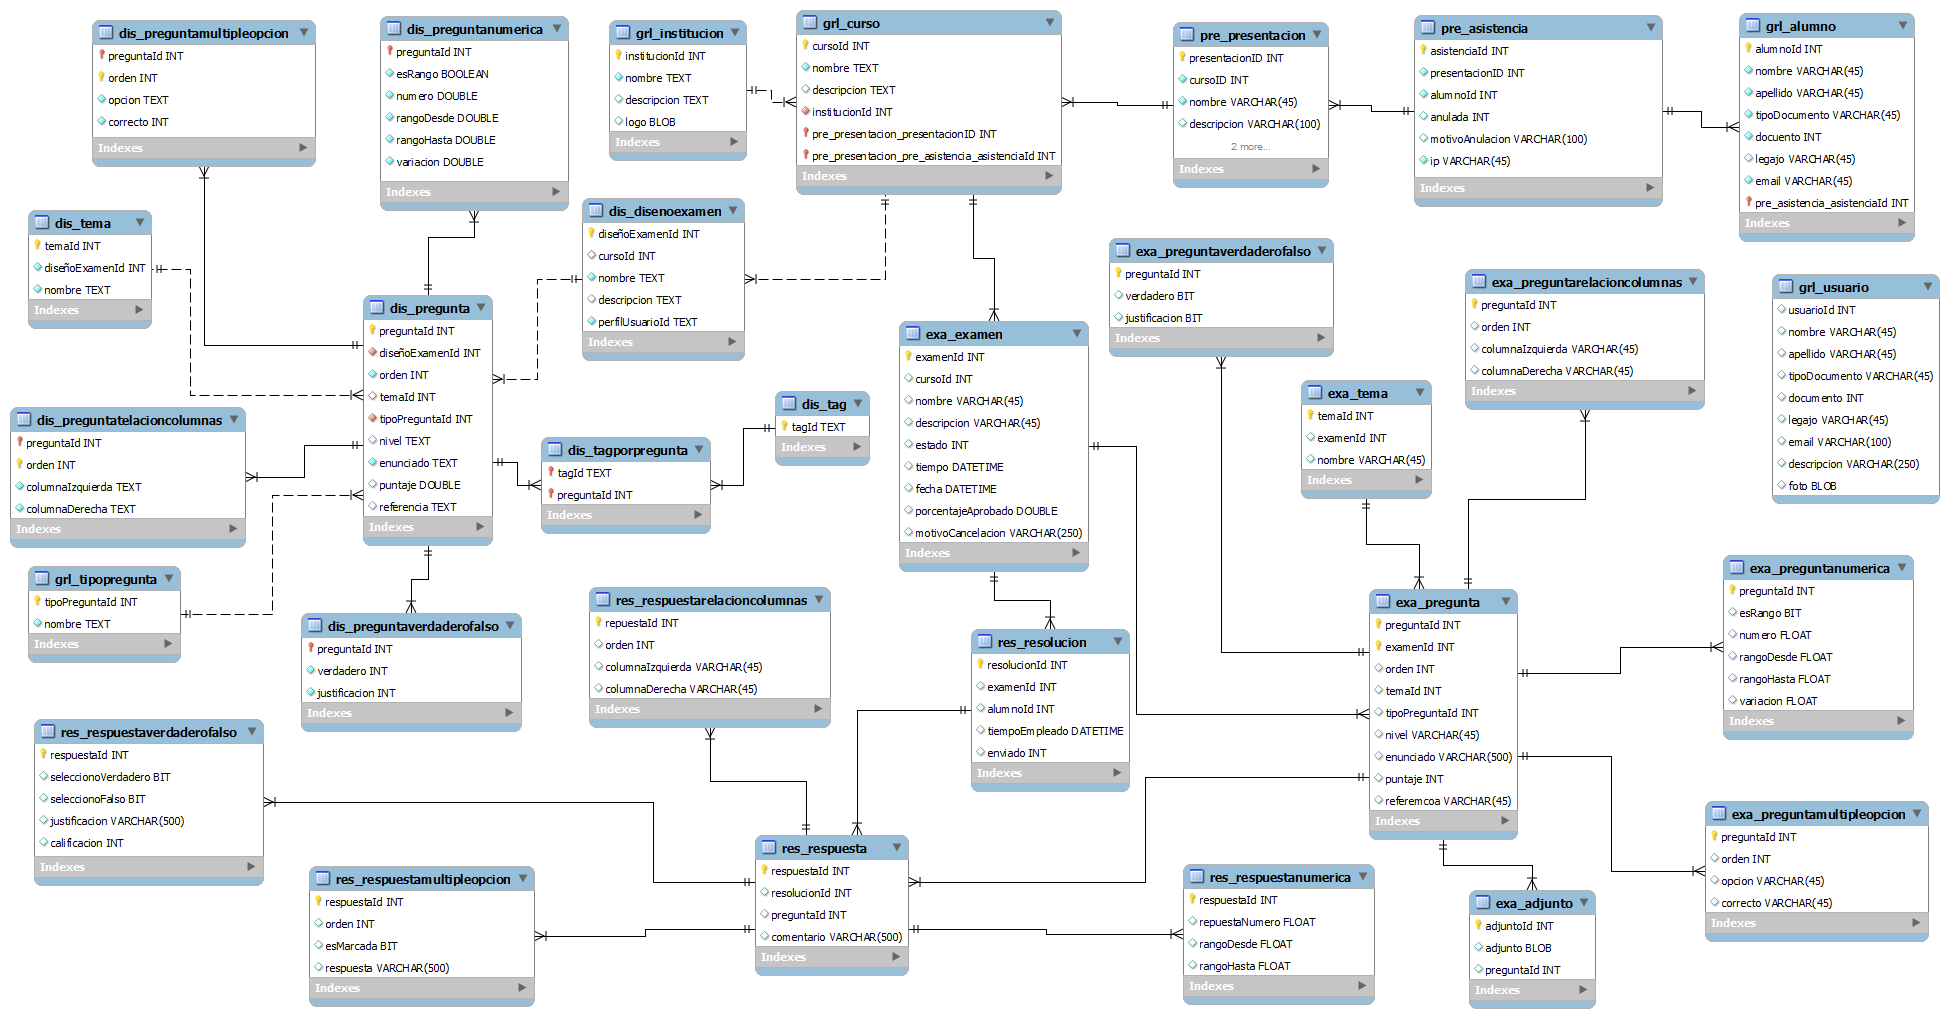 dis_preguntamultipleopcion
preguntaId INT
orden INT
opcion TEXT
correcto INT
Indexes
dis_preguntanumerica
preguntaId INT
esRango BOOLEAN
numero DOUBLE
rangoDesde DOUBLE
rangoHasta DOUBLE
variacion DOUBLE
Indexes
grl_institucion
institucionId INT
nombre TEXT
descripcion TEXT
logo BLOB
Indexes
grl_curso
cursoId INT
nombre TEXT
descripcion TEXT
institucionId INT
pre_presentacion_presentacionID INT
pre_presentacion_pre_asistencia_asistenciaId INT
Indexes
pre_presentacion
presentacionID INT
cursoID INT
nombre VARCHAR(45)
descripcion VARCHAR(100)
2 more...
Indexes
pre_asistencia
asistenciaId INT
presentacionID INT
alumnoId INT
anulada INT
motivoAnulacion VARCHAR(100)
ip VARCHAR(45)
Indexes
grl_alumno
alumnoId INT
nombre VARCHAR(45)
apellido VARCHAR(45)
tipoDocumento VARCHAR(45)
docuento INT
legajo VARCHAR(45)
email VARCHAR(45)
pre_asistencia_asistenciaId INT
Indexes
dis_tema
temaId INT
diseñoExamenId INT
nombre TEXT
Indexes
dis_disenoexamen
diseñoExamenId INT
cursoId INT
nombre TEXT
descripcion TEXT
perfilUsuarioId TEXT
Indexes
exa_preguntaverdaderofalso
preguntaId INT
verdadero BIT
justificacion BIT
Indexes
exa_preguntarelacioncolumnas
preguntaId INT
orden INT
columnaIzquierda VARCHAR(45)
columnaDerecha VARCHAR(45)
Indexes
grl_usuario
usuarioId INT
nombre VARCHAR(45)
apellido VARCHAR(45)
tipoDocumento VARCHAR(45)
documento INT
legajo VARCHAR(45)
email VARCHAR(100)
descripcion VARCHAR(250)
foto BLOB
dis_pregunta
preguntaId INT
diseñoExamenId INT
orden INT
temaId INT
tipoPreguntaId INT
nivel TEXT
enunciado TEXT
puntaje DOUBLE
referencia TEXT
Indexes
exa_examen
examenId INT
cursoId INT
nombre VARCHAR(45)
descripcion VARCHAR(45)
estado INT
tiempo DATETIME
fecha DATETIME
porcentajeAprobado DOUBLE
motivoCancelacion VARCHAR(250)
Indexes
exa_tema
temaId INT
examenId INT
nombre VARCHAR(45)
Indexes
dis_preguntatelacioncolumnas
preguntaId INT
orden INT
columnaIzquierda TEXT
columnaDerecha TEXT
Indexes
dis_tag
tagId TEXT
Indexes
dis_tagporpregunta
tagId TEXT
preguntaId INT
Indexes
grl_tipopregunta
tipoPreguntaId INT
nombre TEXT
Indexes
dis_preguntaverdaderofalso
preguntaId INT
verdadero INT
justificacion INT
Indexes
res_respuestarelacioncolumnas
repuestaId INT
orden INT
columnaIzquierda VARCHAR(45)
columnaDerecha VARCHAR(45)
Indexes
res_resolucion
resolucionId INT
examenId INT
alumnoId INT
tiempoEmpleado DATETIME
enviado INT
Indexes
exa_pregunta
preguntaId INT
examenId INT
orden INT
temaId INT
tipoPreguntaId INT
nivel VARCHAR(45)
enunciado VARCHAR(500)
puntaje INT
referemcoa VARCHAR(45)
Indexes
exa_preguntanumerica
preguntaId INT
esRango BIT
numero FLOAT
rangoDesde FLOAT
rangoHasta FLOAT
variacion FLOAT
Indexes
res_respuestaverdaderofalso
respuestaId INT
seleccionoVerdadero BIT
seleccionoFalso BIT
justificacion VARCHAR(500)
calificacion INT
Indexes
res_respuestamultipleopcion
respuestaId INT
orden INT
esMarcada BIT
respuesta VARCHAR(500)
Indexes
res_respuesta
respuestaId INT
resolucionId INT
preguntaId INT
comentario VARCHAR(500)
Indexes
res_respuestanumerica
respuestaId INT
repuestaNumero FLOAT
rangoDesde FLOAT
rangoHasta FLOAT
Indexes
exa_adjunto
adjuntoId INT
adjunto BLOB
preguntaId INT
Indexes
exa_preguntamultipleopcion
preguntaId INT
orden INT
opcion VARCHAR(45)
correcto VARCHAR(45)
Indexes